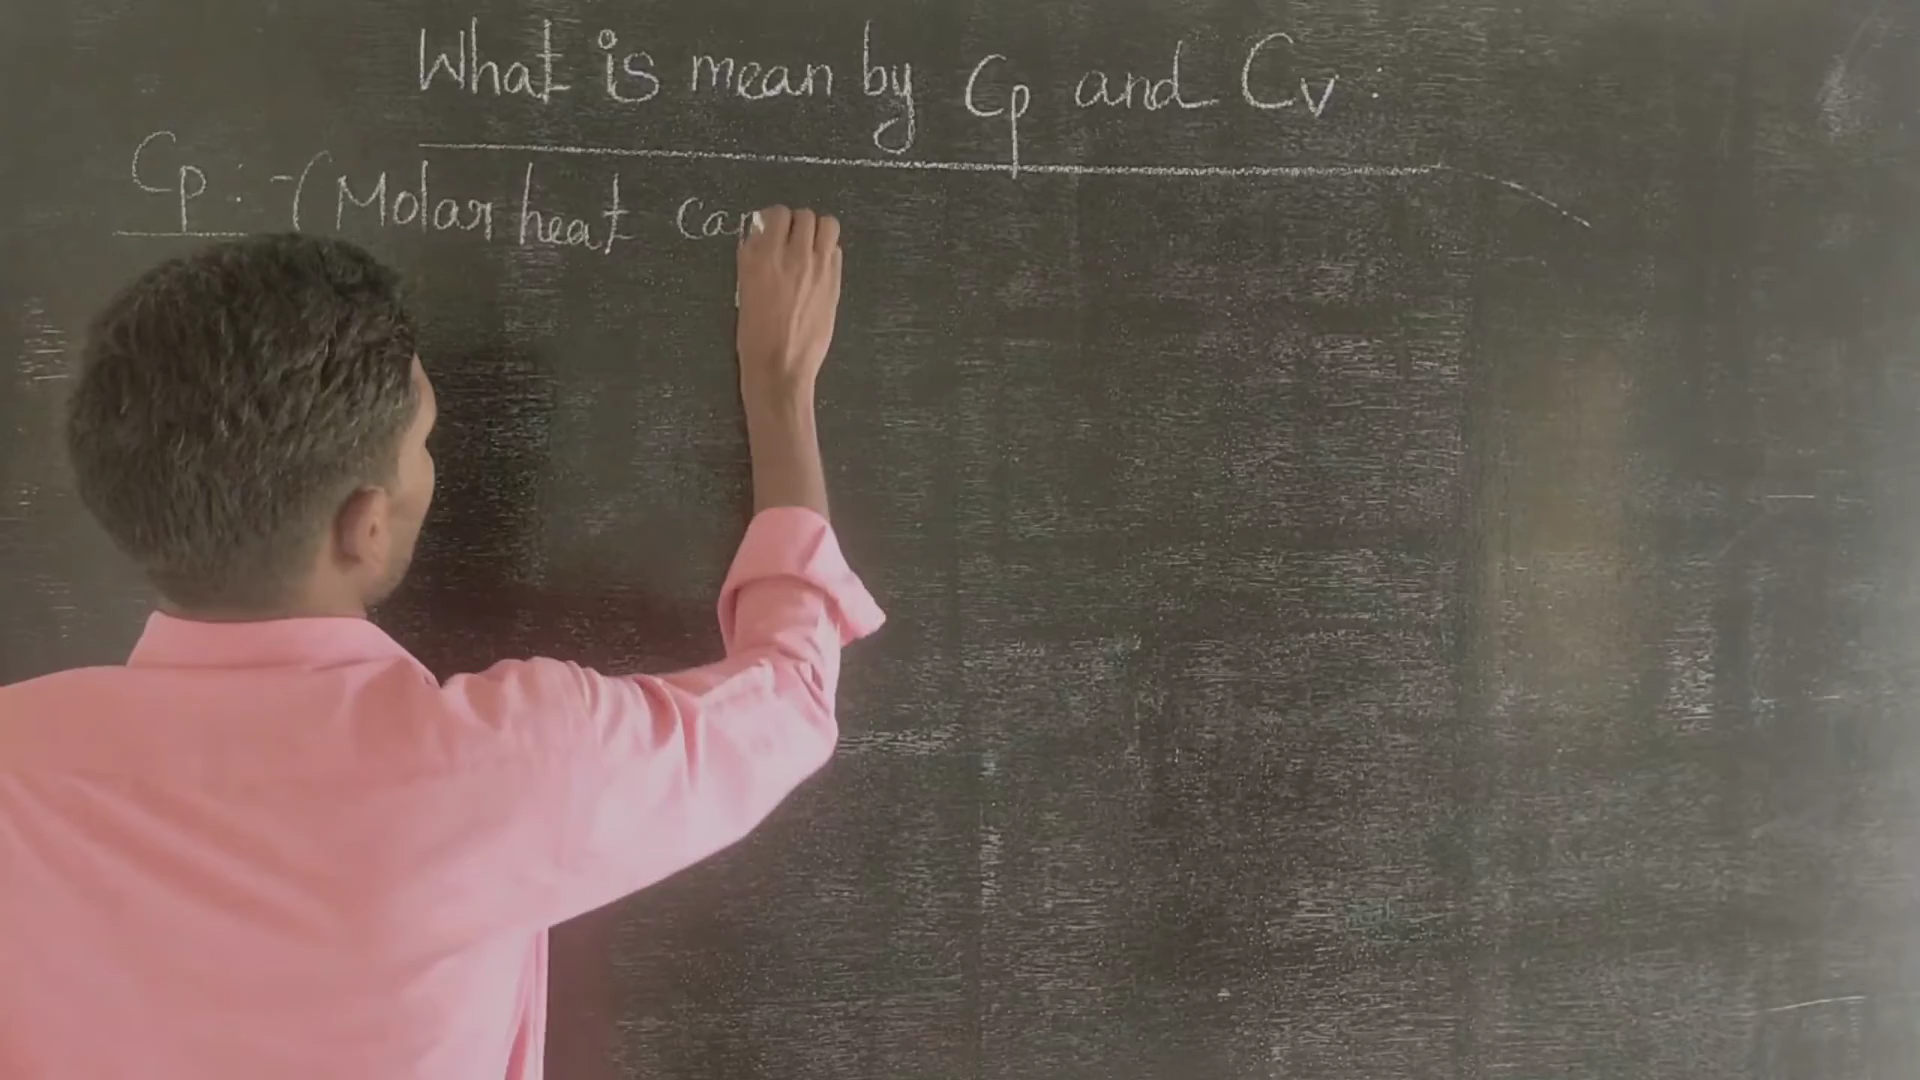 What is mean by Cp and Cv :
Cp :- (Molar heat cap